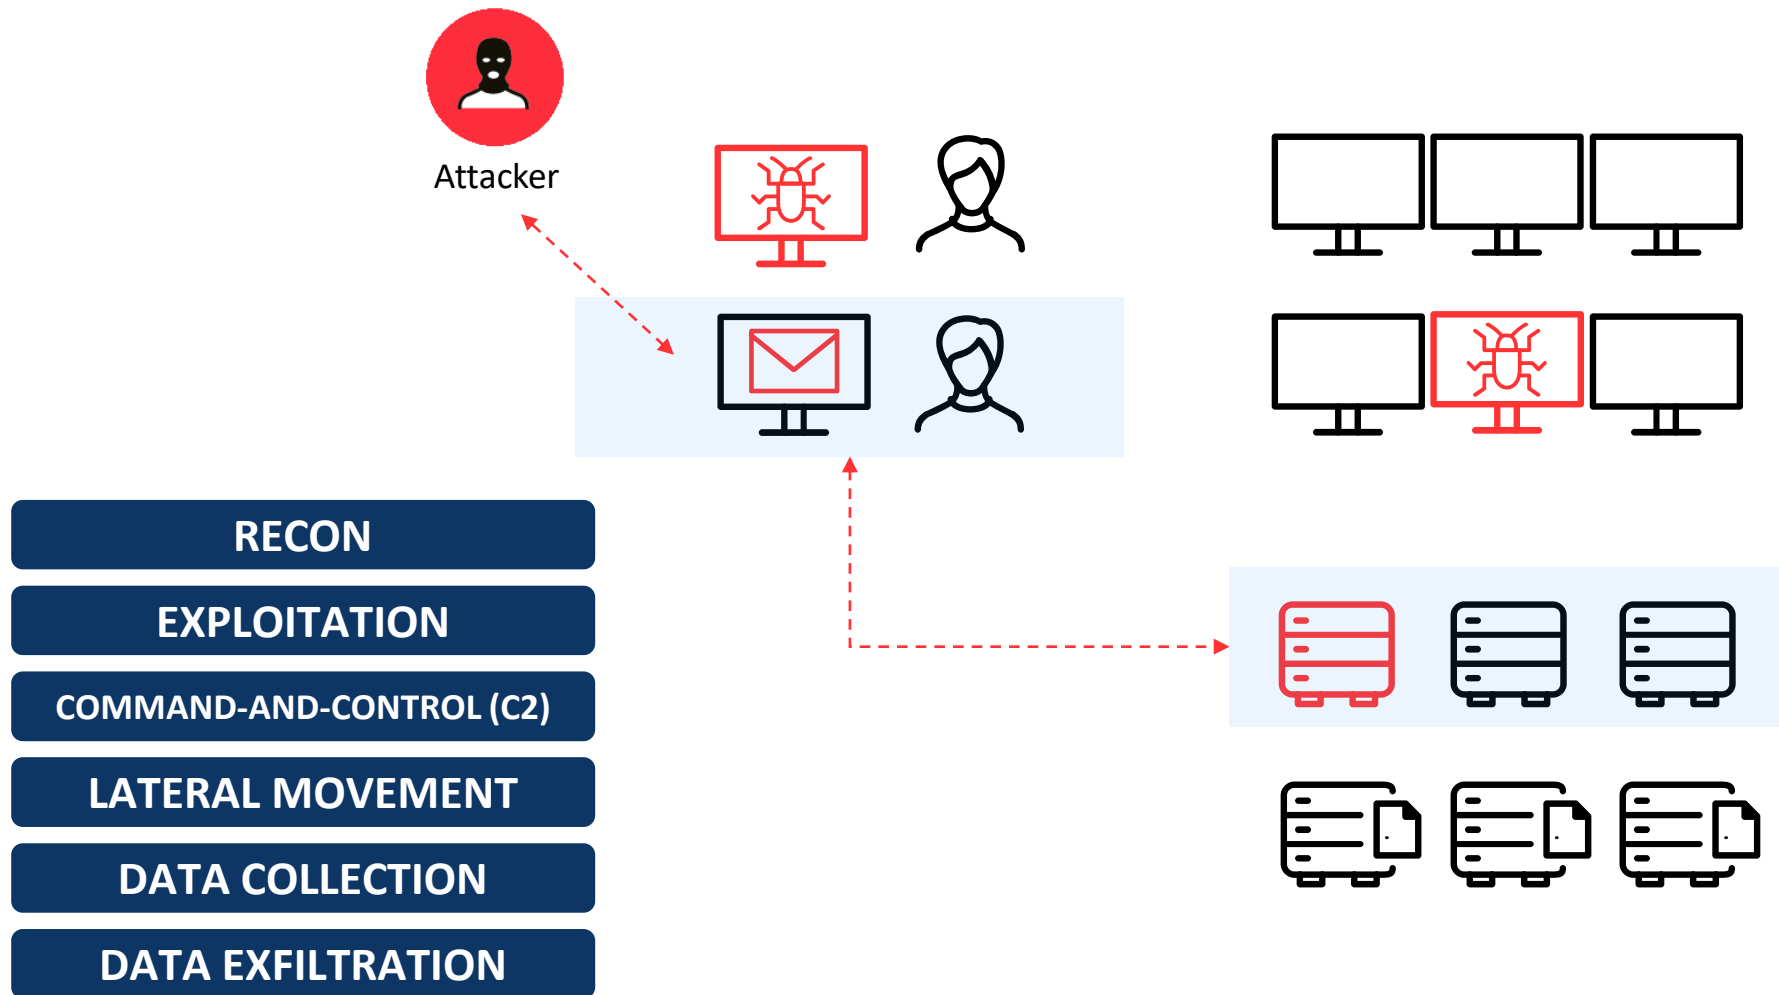 Attacker
RECON
EXPLOITATION
COMMAND-AND-CONTROL (C2)
LATERAL MOVEMENT
DATA COLLECTION
DATA EXFILTRATION